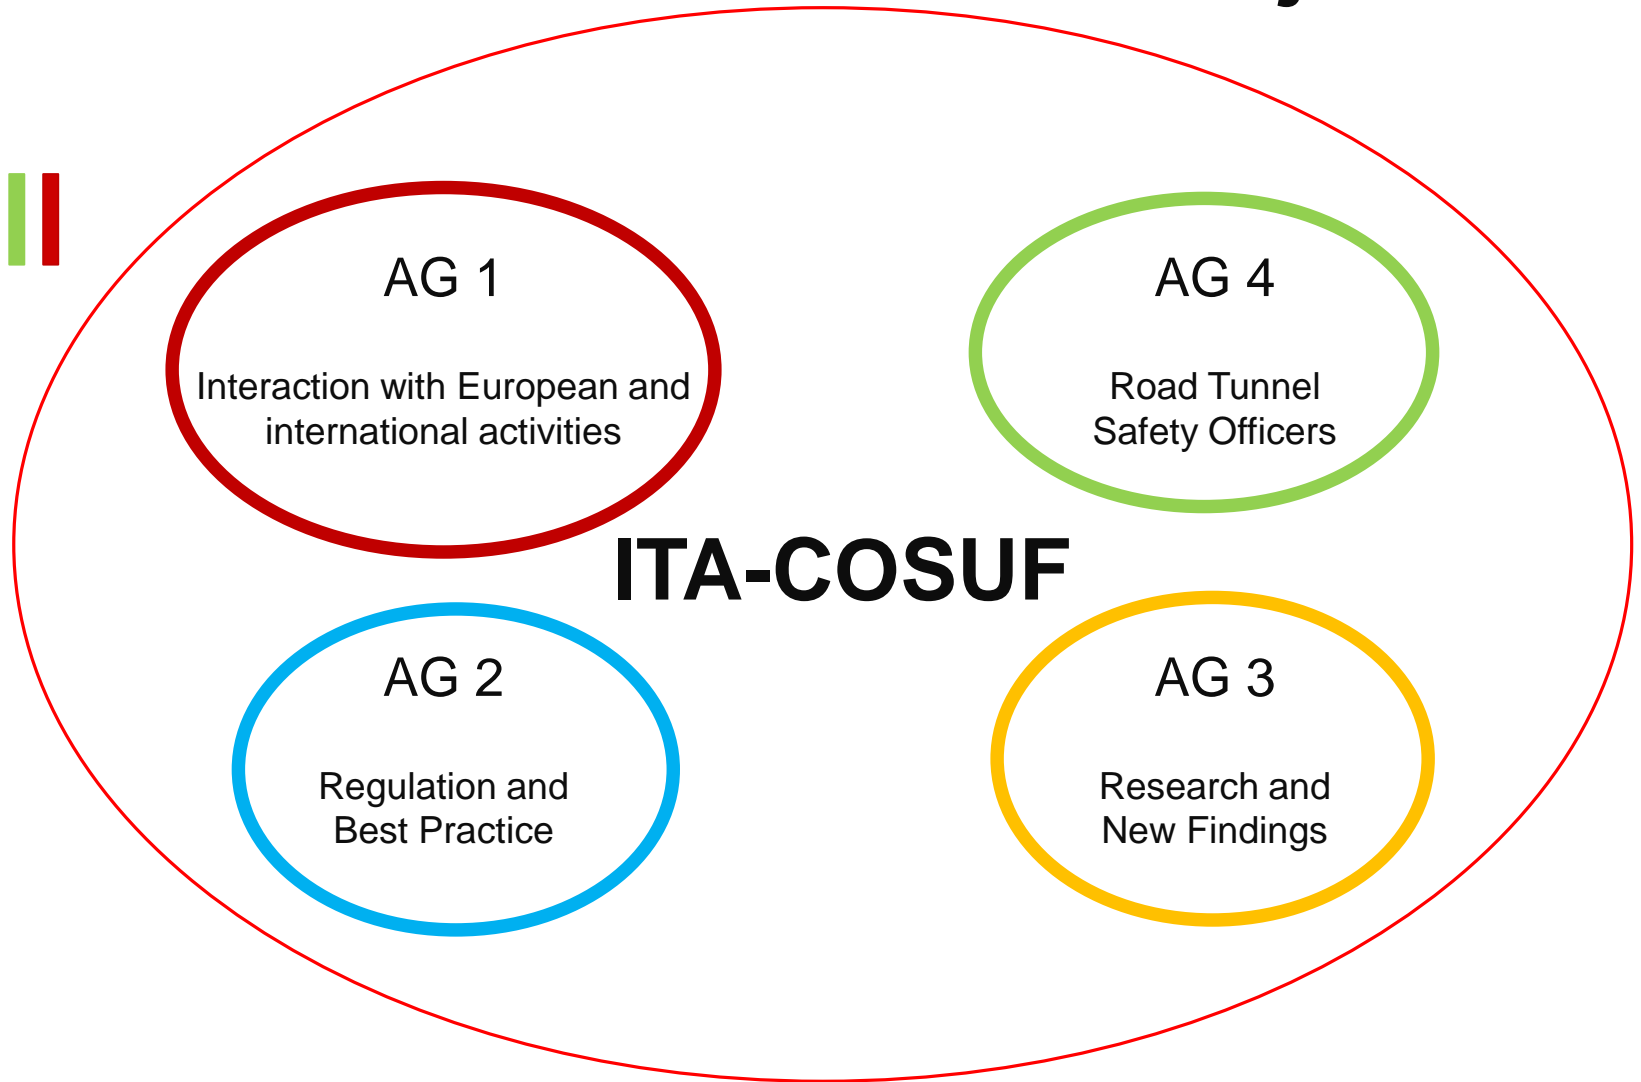 AG 1
Interaction with European and
international activities
AG 4
Road Tunnel
Safety Officers
ITA-COSUF
AG 2
Regulation and
Best Practice
AG 3
Research and
New Findings